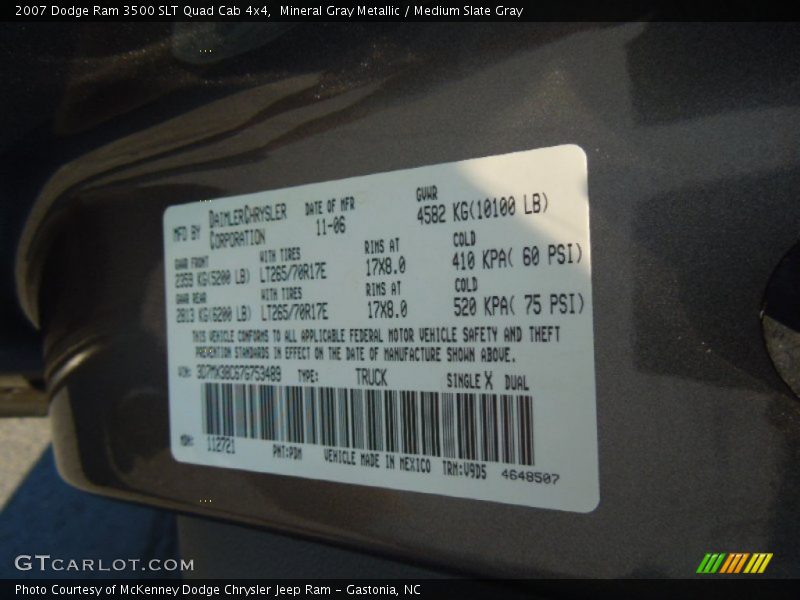 2007 Dodge Ram 3500 SLT Quad Cab 4x4,  Mineral Gray Metallic / Medium Slate Gray
MFD BY DAIMLERCHRYSLER CORPORATION
DATE OF MFR 11-06
GVWR 4582 KG(10100 LB)
GAWR FRONT WITH TIRES RIMS AT COLD
2359 KG(5200 LB) LT265/70R17E 17X8.0 410 KPA( 60 PSI)
GAWR REAR WITH TIRES RIMS AT COLD
2813 KG(6200 LB) LT265/70R17E 17X8.0 520 KPA( 75 PSI)
THIS VEHICLE CONFORMS TO ALL APPLICABLE FEDERAL MOTOR VEHICLE SAFETY AND THEFT
PREVENTION STANDARDS IN EFFECT ON THE DATE OF MANUFACTURE SHOWN ABOVE.
VIN: 3D7MX38C67G753489 TYPE: TRUCK SINGLE X DUAL
MDH: 112721 PNT:PDM VEHICLE MADE IN MEXICO TRM:V9D5 4648507
GTCARLOT.COM
Photo Courtesy of McKenney Dodge Chrysler Jeep Ram - Gastonia, NC